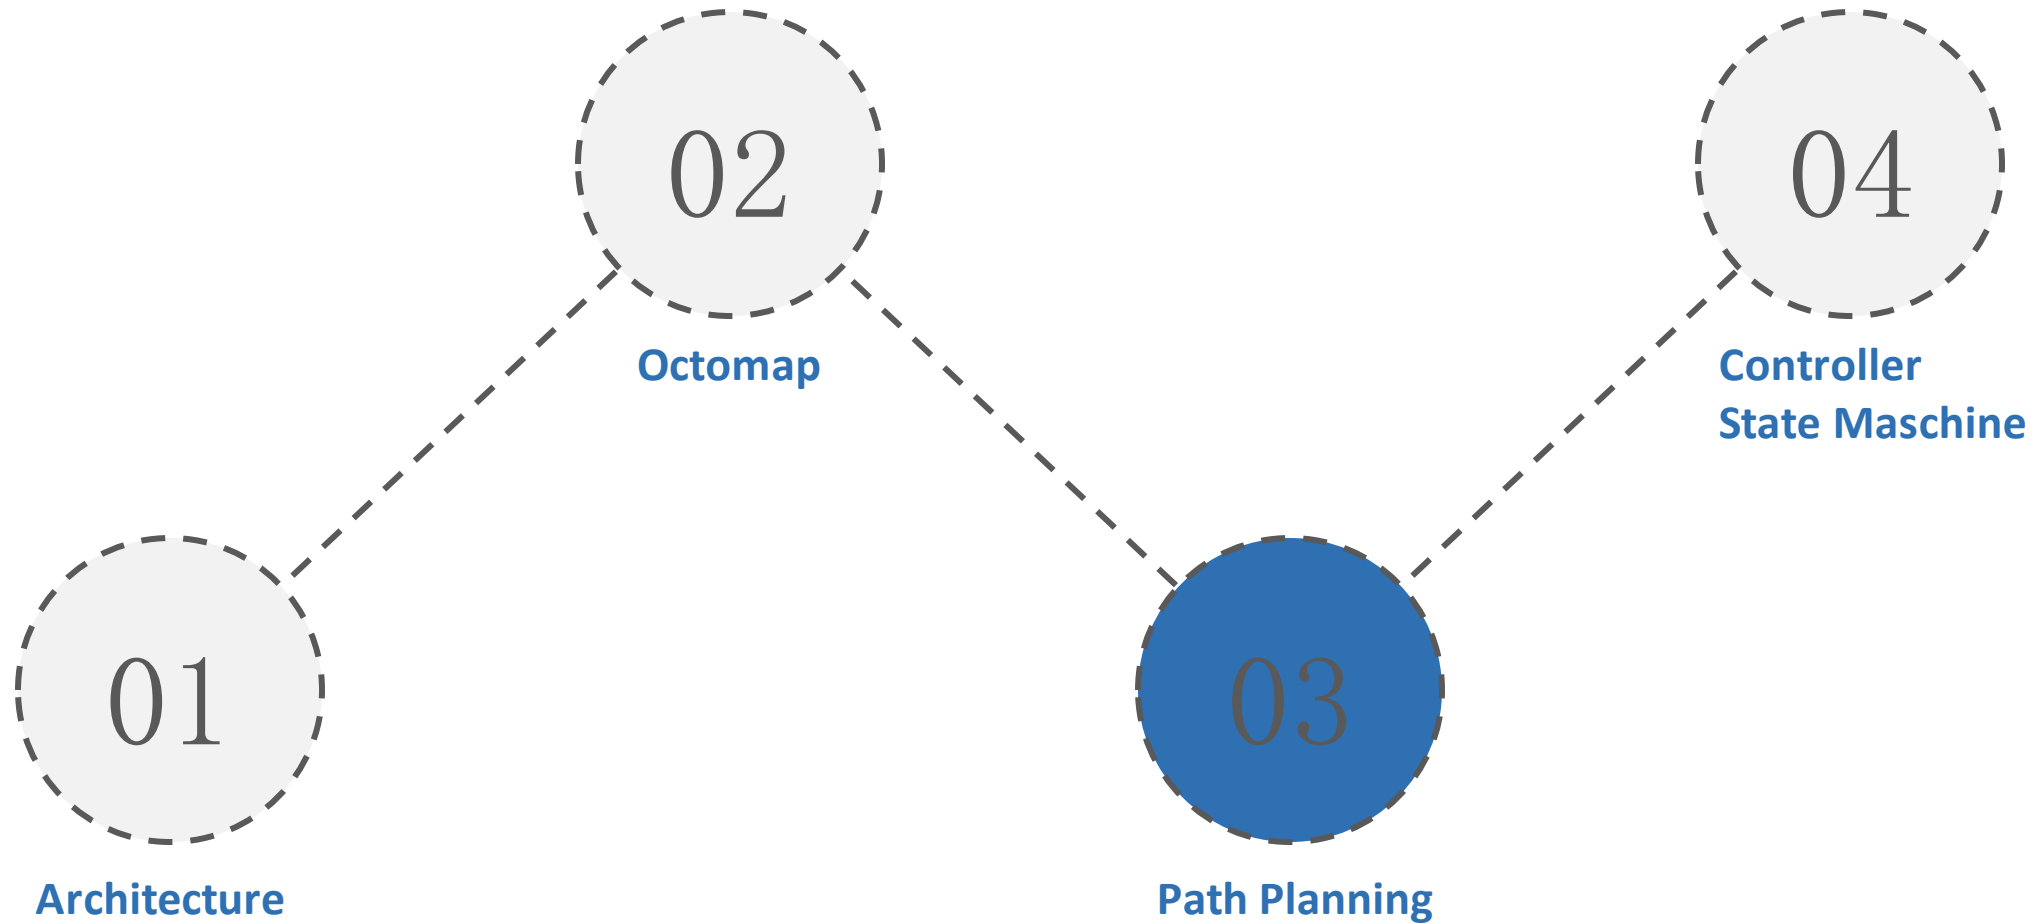 01
Architecture
02
Octomap
03
Path Planning
04
Controller
State Maschine